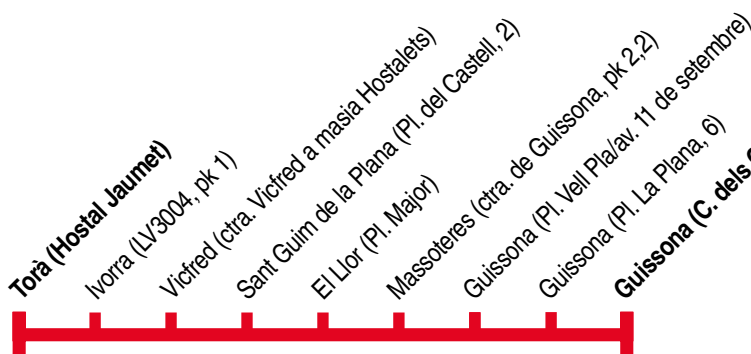 Torà (Hostal Jaumet)
Ivorra (LV3004, pk 1)
Vicfred (ctra. Vicfred a masia Hostalets)
Sant Guim de la Plana (Pl. del Castell, 2)
El Llor (Pl. Major)
Massoteres (ctra. de Guissona, pk 2,2)
Guissona (Pl. Vell Pla/av. 11 de setembre)
Guissona (Pl. La Plana, 6)
Guissona (C. dels